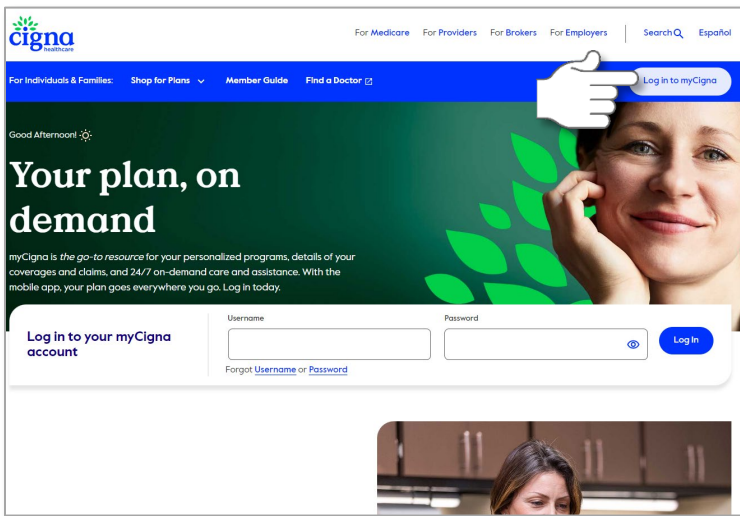 cigna
healthcare
For Medicare For Providers For Brokers For Employers Search Español
For Individuals & Families: Shop for Plans Member Guide Find a Doctor Log in to myCigna
Good Afternoon!
Your plan, on
demand
myCigna is the go-to resource for your personalized programs, details of your
coverages and claims, and 24/7 on-demand care and assistance. With the
mobile app, your plan goes everywhere you go. Log in today.
Log in to your myCigna
account
Username Password
Log In
Forgot Username or Password